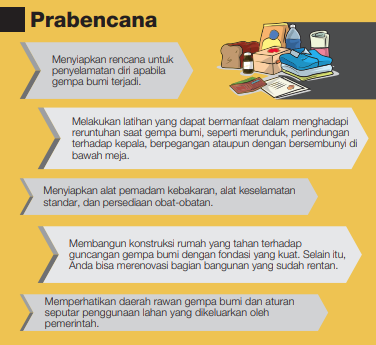 Prabencana
Menyiapkan rencana untuk
penyelamatan diri apabila
gempa bumi terjadi.
Melakukan latihan yang dapat bermanfaat dalam menghadapi
reruntuhan saat gempa bumi, seperti merunduk, perlindungan
terhadap kepala, berpegangan ataupun dengan bersembunyi di
bawah meja.
Menyiapkan alat pemadam kebakaran, alat keselamatan
standar, dan persediaan obat-obatan.
Membangun konstruksi rumah yang tahan terhadap
guncangan gempa bumi dengan fondasi yang kuat. Selain itu,
Anda bisa merenovasi bagian bangunan yang sudah rentan.
Memperhatikan daerah rawan gempa bumi dan aturan
seputar penggunaan lahan yang dikeluarkan oleh
pemerintah.